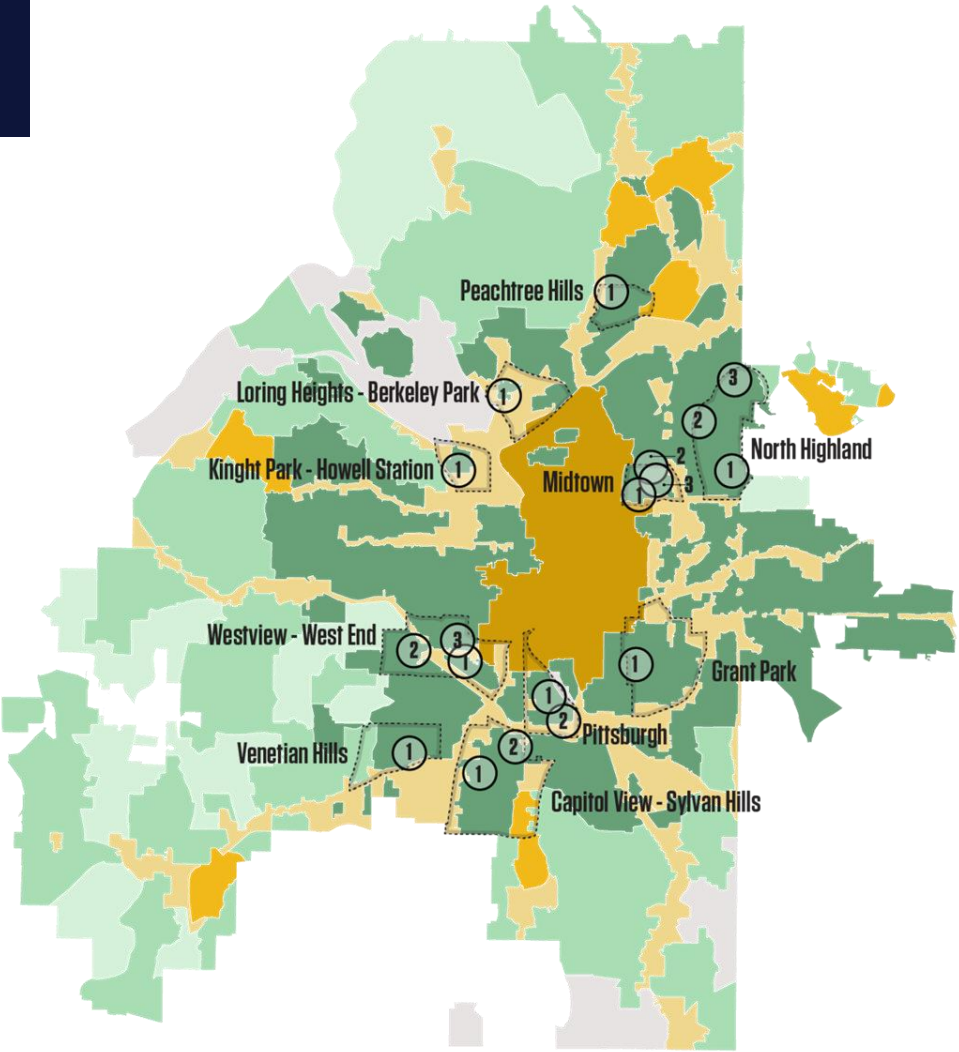 Peachtree Hills
1
3
Loring Heights - Berkeley Park
1
2
North Highland
Kinght Park - Howell Station
1
2
1
Midtown
3
1
Westview - West End
3
2
1
1
Grant Park
1
2
Pittsburgh
2
Venetian Hills
1
1
Capitol View - Sylvan Hills